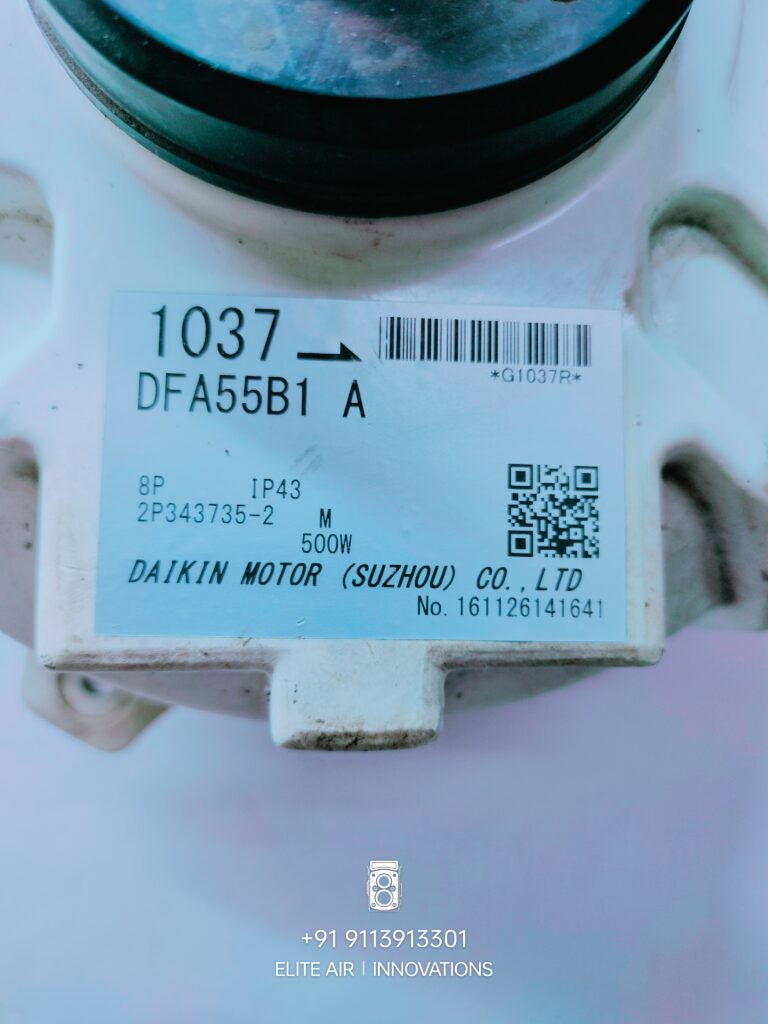 1037
*G1037R*
DFA55B1 A
8P IP43
2P343735-2 M
500W
DAIKIN MOTOR (SUZHOU) CO.,LTD
No. 161126141641
+91 9113913301
ELITE AIR | INNOVATIONS